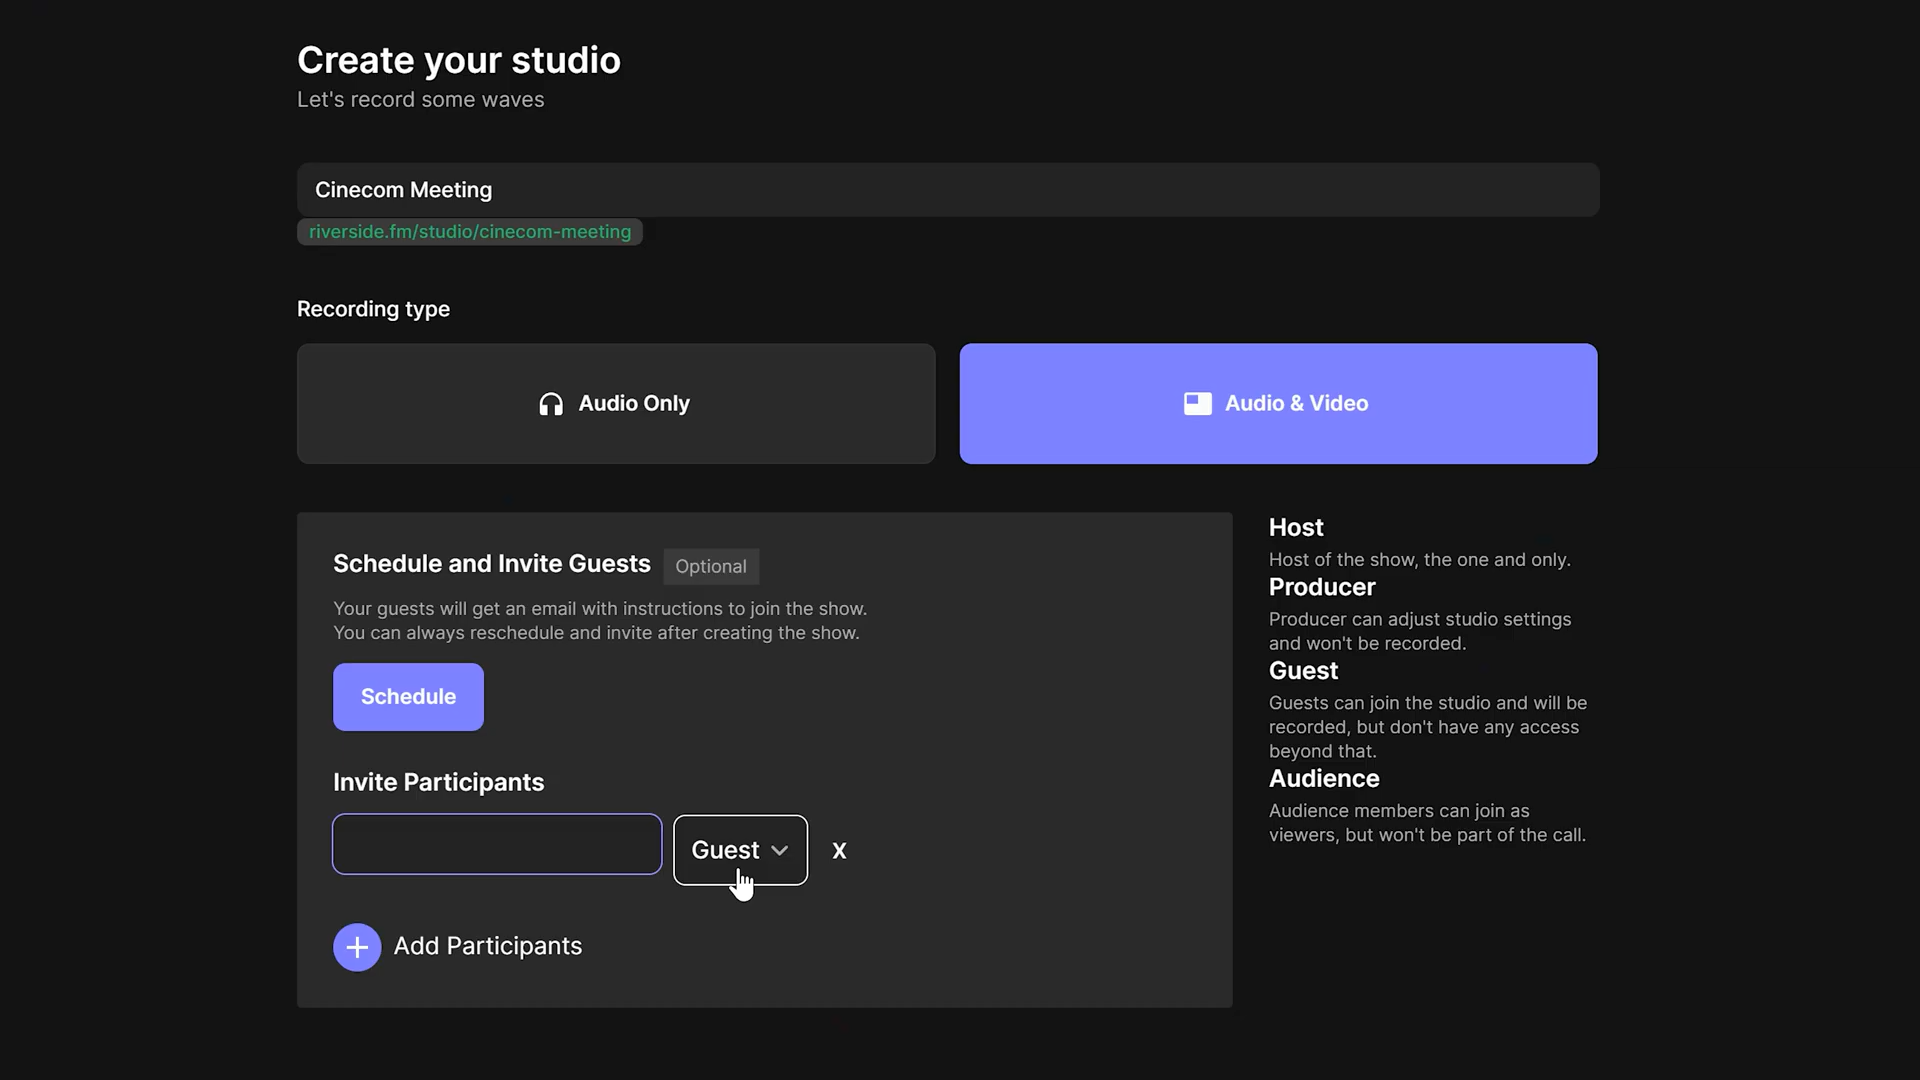 Create your studio
Let's record some waves
Cinecom Meeting
riverside.fm/studio/cinecom-meeting
Recording type
Audio Only
Audio & Video
Schedule and Invite Guests
Optional
Your guests will get an email with instructions to join the show.
You can always reschedule and invite after creating the show.
Schedule
Invite Participants
Guest
X
Add Participants
Host
Host of the show, the one and only.
Producer
Producer can adjust studio settings
and won't be recorded.
Guest
Guests can join the studio and will be
recorded, but don't have any access
beyond that.
Audience
Audience members can join as
viewers, but won't be part of the call.